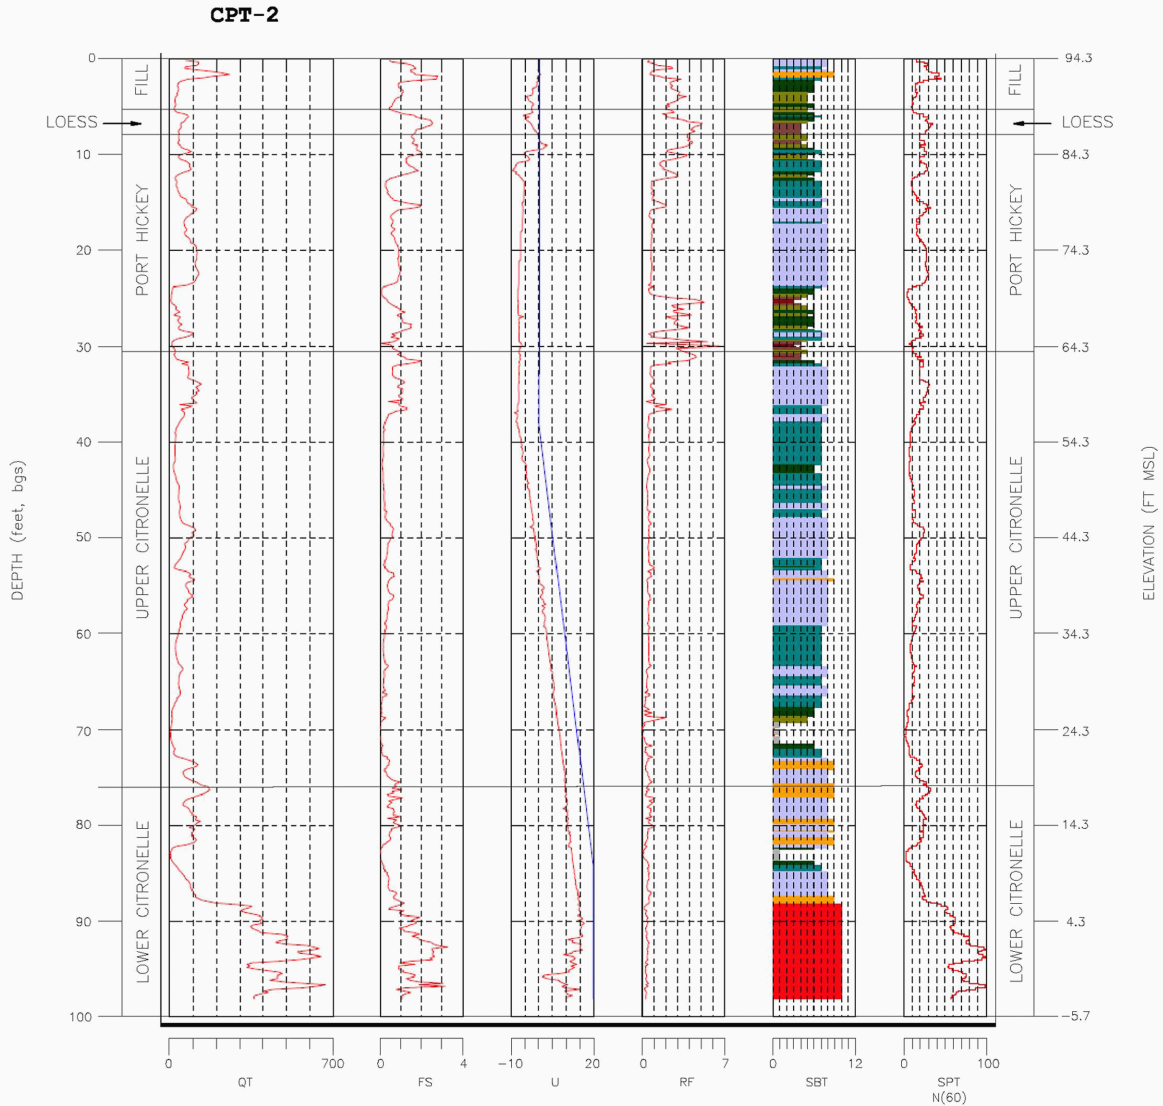 CPT-2
0
94.3
FILL
FILL
LOESS
LOESS
10
84.3
PORT HICKEY
PORT HICKEY
20
74.3
30
64.3
40
54.3
DEPTH (feet, bgs)
UPPER CITRONELLE
UPPER CITRONELLE
ELEVATION (FT MSL)
50
44.3
60
34.3
70
24.3
80
14.3
LOWER CITRONELLE
LOWER CITRONELLE
90
4.3
100
-5.7
0 700 0 4 -10 20 0 7 0 12 0 100
QT FS U RF SBT SPT
N(60)